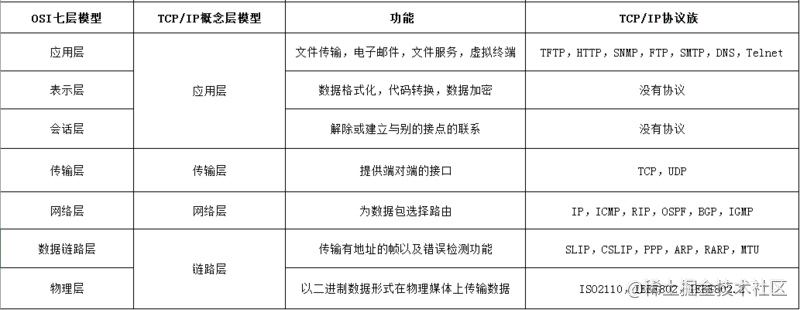 OSI七层模型 TCP/IP概念层模型 功能 TCP/IP协议族
应用层 文件传输，电子邮件，文件服务，虚拟终端 TFTP，HTTP，SNMP，FTP，SMTP，DNS，Telnet
表示层 应用层 数据格式化，代码转换，数据加密 没有协议
会话层 解除或建立与别的接点的联系 没有协议
传输层 传输层 提供端对端的接口 TCP，UDP
网络层 网络层 为数据包选择路由 IP，ICMP，RIP，OSPF，BGP，IGMP
数据链路层 传输有地址的帧以及错误检测功能 SLIP，CSLIP，PPP，ARP，RARP，MTU
链路层
物理层 以二进制数据形式在物理媒体上传输数据 ISO2110，IEEE802，IEEE802.2
@稀土掘金技术社区